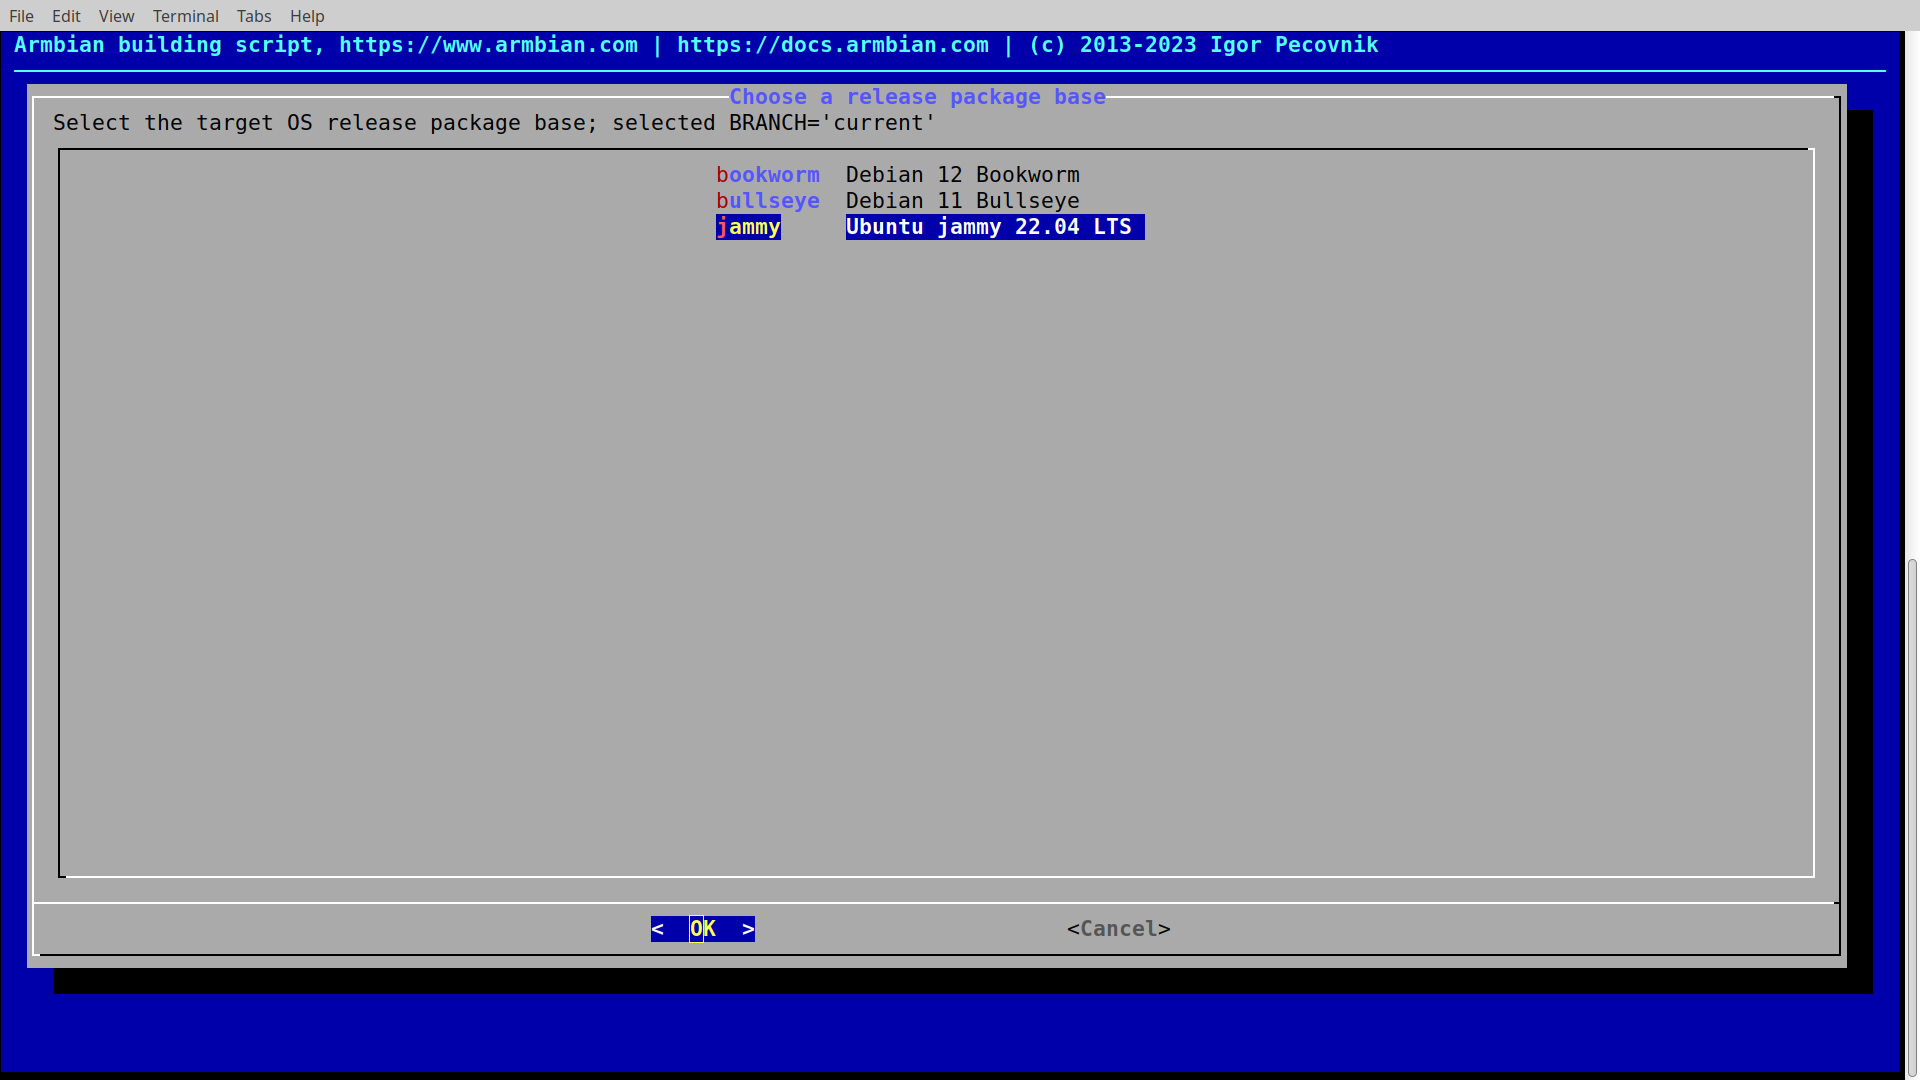 File Edit View Terminal Tabs Help
Armbian building script, https://www.armbian.com | https://docs.armbian.com | (c) 2013-2023 Igor Pecovnik
Choose a release package base
Select the target OS release package base; selected BRANCH='current'
bookworm Debian 12 Bookworm
bullseye Debian 11 Bullseye
jammy Ubuntu jammy 22.04 LTS
< OK > <Cancel>